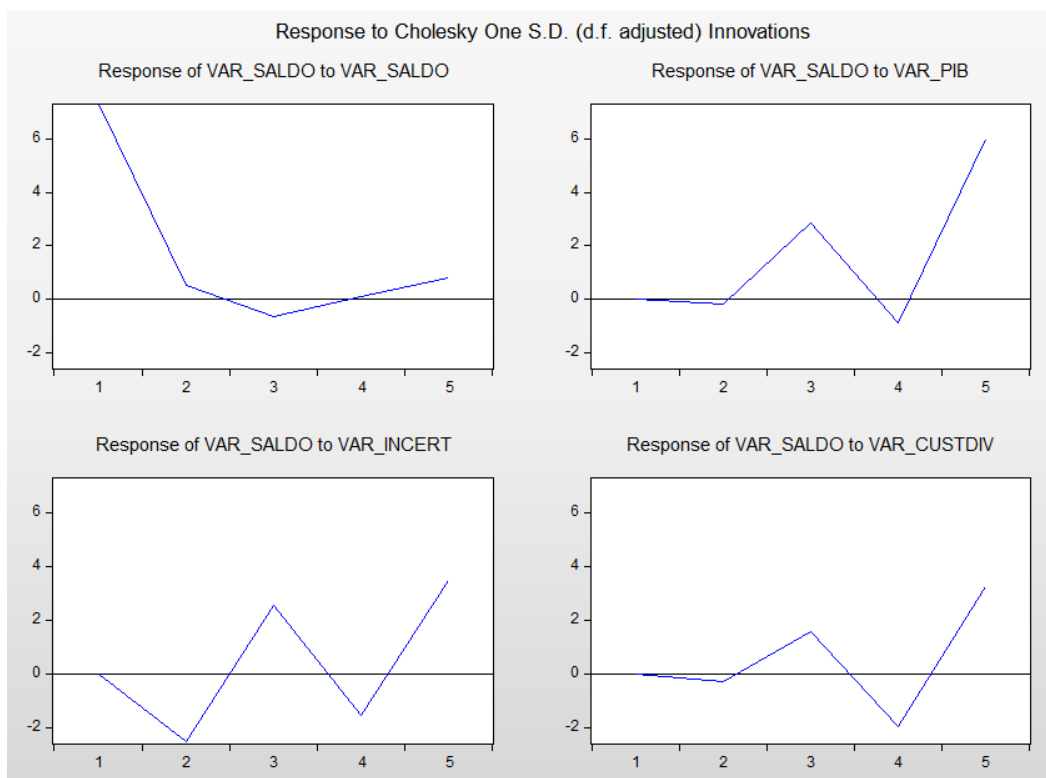 Response to Cholesky One S.D. (d.f. adjusted) Innovations
Response of VAR_SALDO to VAR_SALDO
6
4
2
0
-2
1 2 3 4 5
Response of VAR_SALDO to VAR_PIB
6
4
2
0
-2
1 2 3 4 5
Response of VAR_SALDO to VAR_INCERT
6
4
2
0
-2
1 2 3 4 5
Response of VAR_SALDO to VAR_CUSTDIV
6
4
2
0
-2
1 2 3 4 5